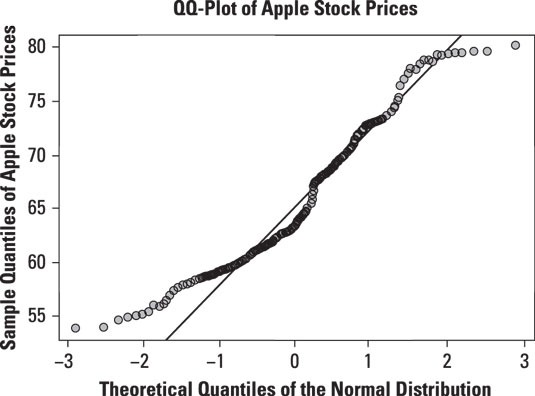 QQ-Plot of Apple Stock Prices
Sample Quantiles of Apple Stock Prices
80
75
70
65
60
55
−3 −2 −1 0 1 2 3
Theoretical Quantiles of the Normal Distribution